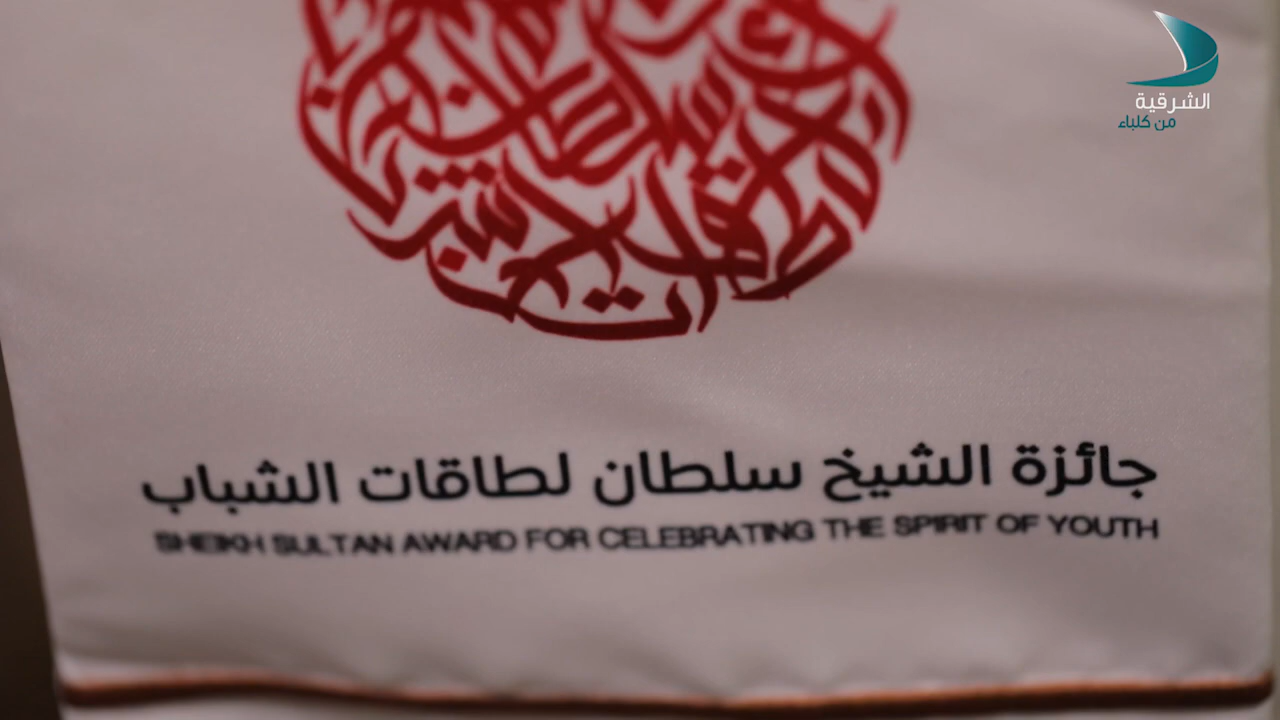 الشرقية
من كلباء
جائزة الشيخ سلطان لطاقات الشباب
SHEIKH SULTAN AWARD FOR CELEBRATING THE SPIRIT OF YOUTH